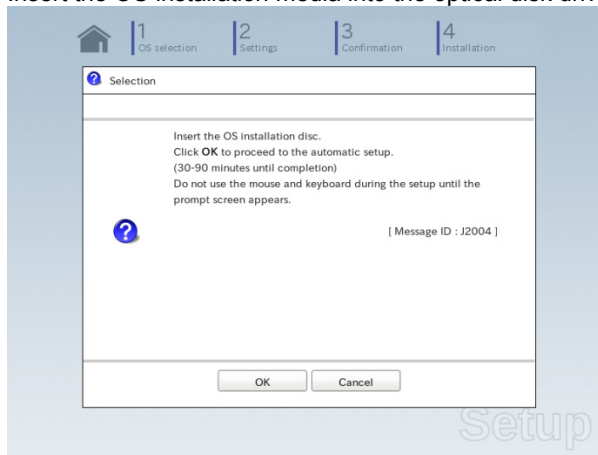 Insert the OS installation media into the optical disk
1
OS selection
2
Settings
3
Confirmation
4
Installation
Selection
Insert the OS installation disc.
Click OK to proceed to the automatic setup.
(30-90 minutes until completion)
Do not use the mouse and keyboard during the setup until the
prompt screen appears.
[ Message ID : J2004 ]
OK
Cancel
Setup